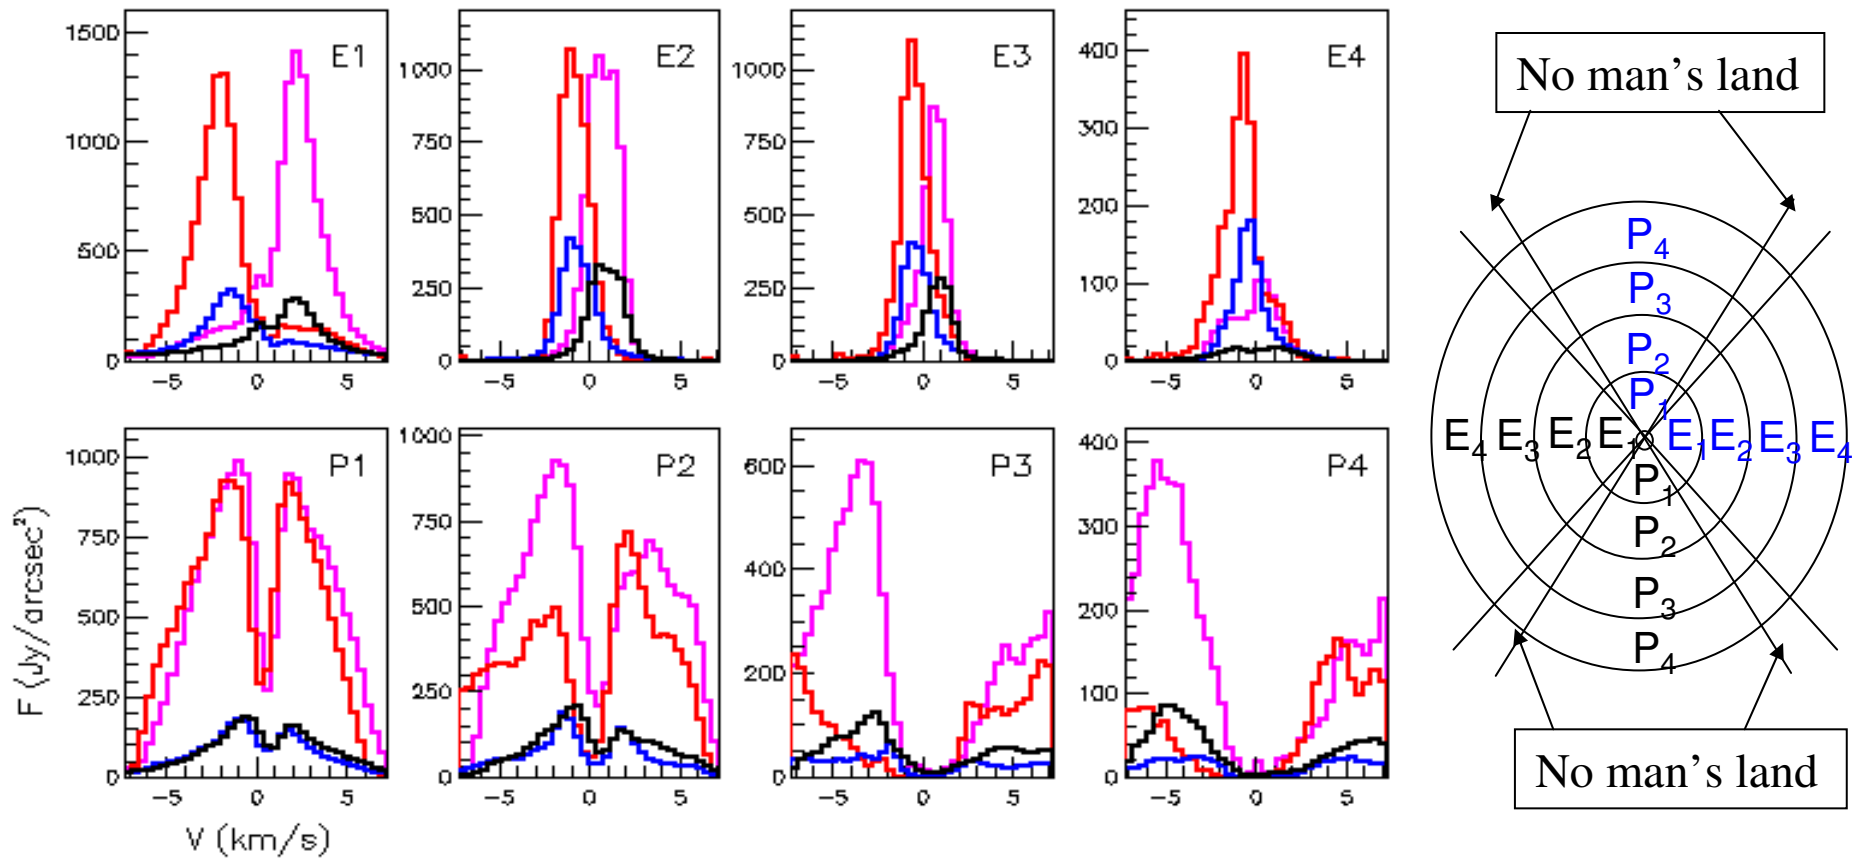 1500
1000
500
0
E1
−5 0 5
1000
750
500
250
0
E2
−5 0 5
1000
750
500
250
0
E3
−5 0 5
400
300
200
100
0
E4
−5 0 5
1000
750
500
250
0
P1
−5 0 5
1000
750
500
250
0
P2
−5 0 5
600
400
200
0
P3
−5 0 5
400
300
200
100
0
P4
−5 0 5
F (Jy/arcsec²)
V (km/s)
No man's land
P₄
P₃
P₂
P₁
E₄ E₃ E₂ E₁ E₁ E₂ E₃ E₄
P₁
P₂
P₃
P₄
No man's land